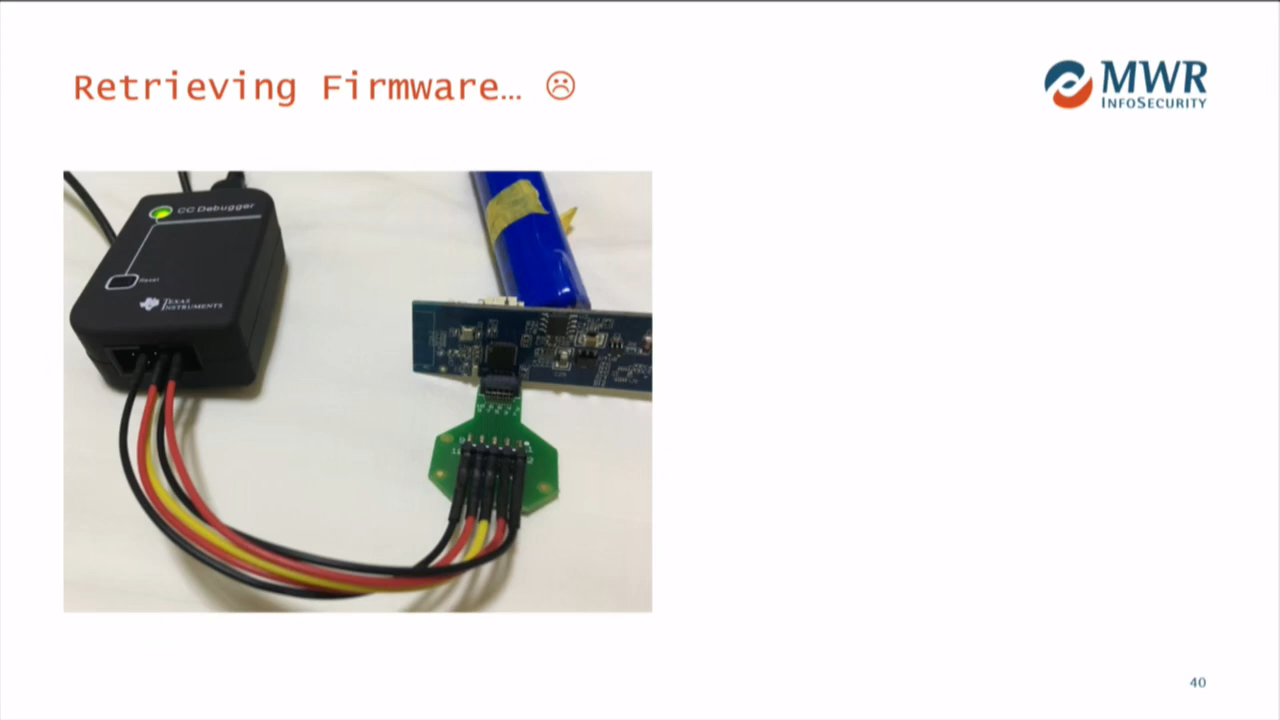 Retrieving Firmware… ☹
MWR
INFOSECURITY
CC Debugger
Reset
TEXAS
INSTRUMENTS
40